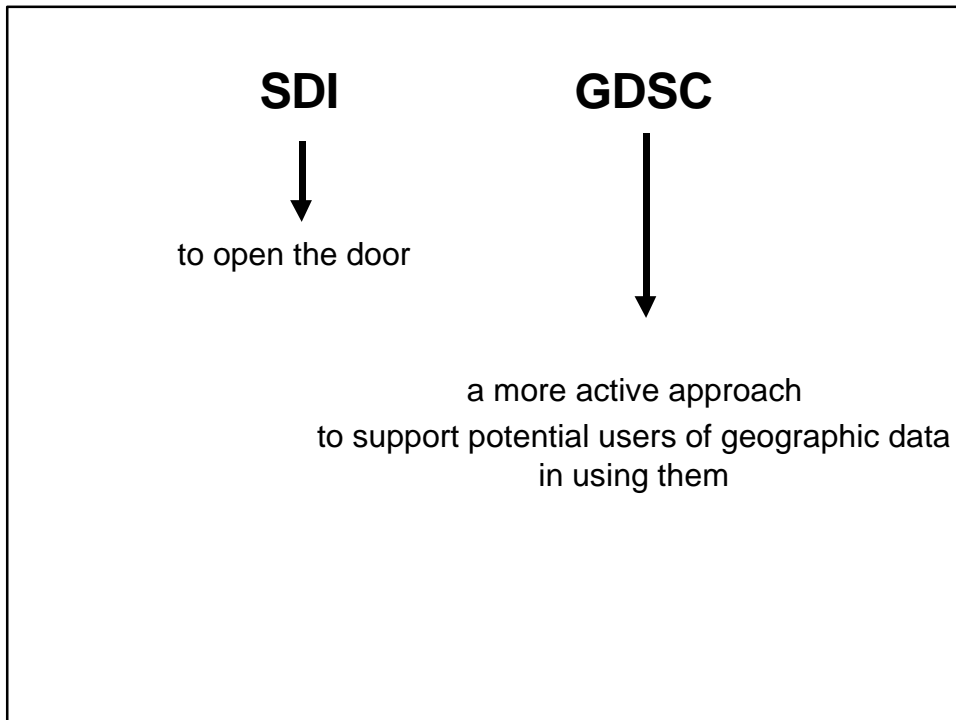 SDI GDSC
to open the door
a more active approach
to support potential users of geographic data
in using them